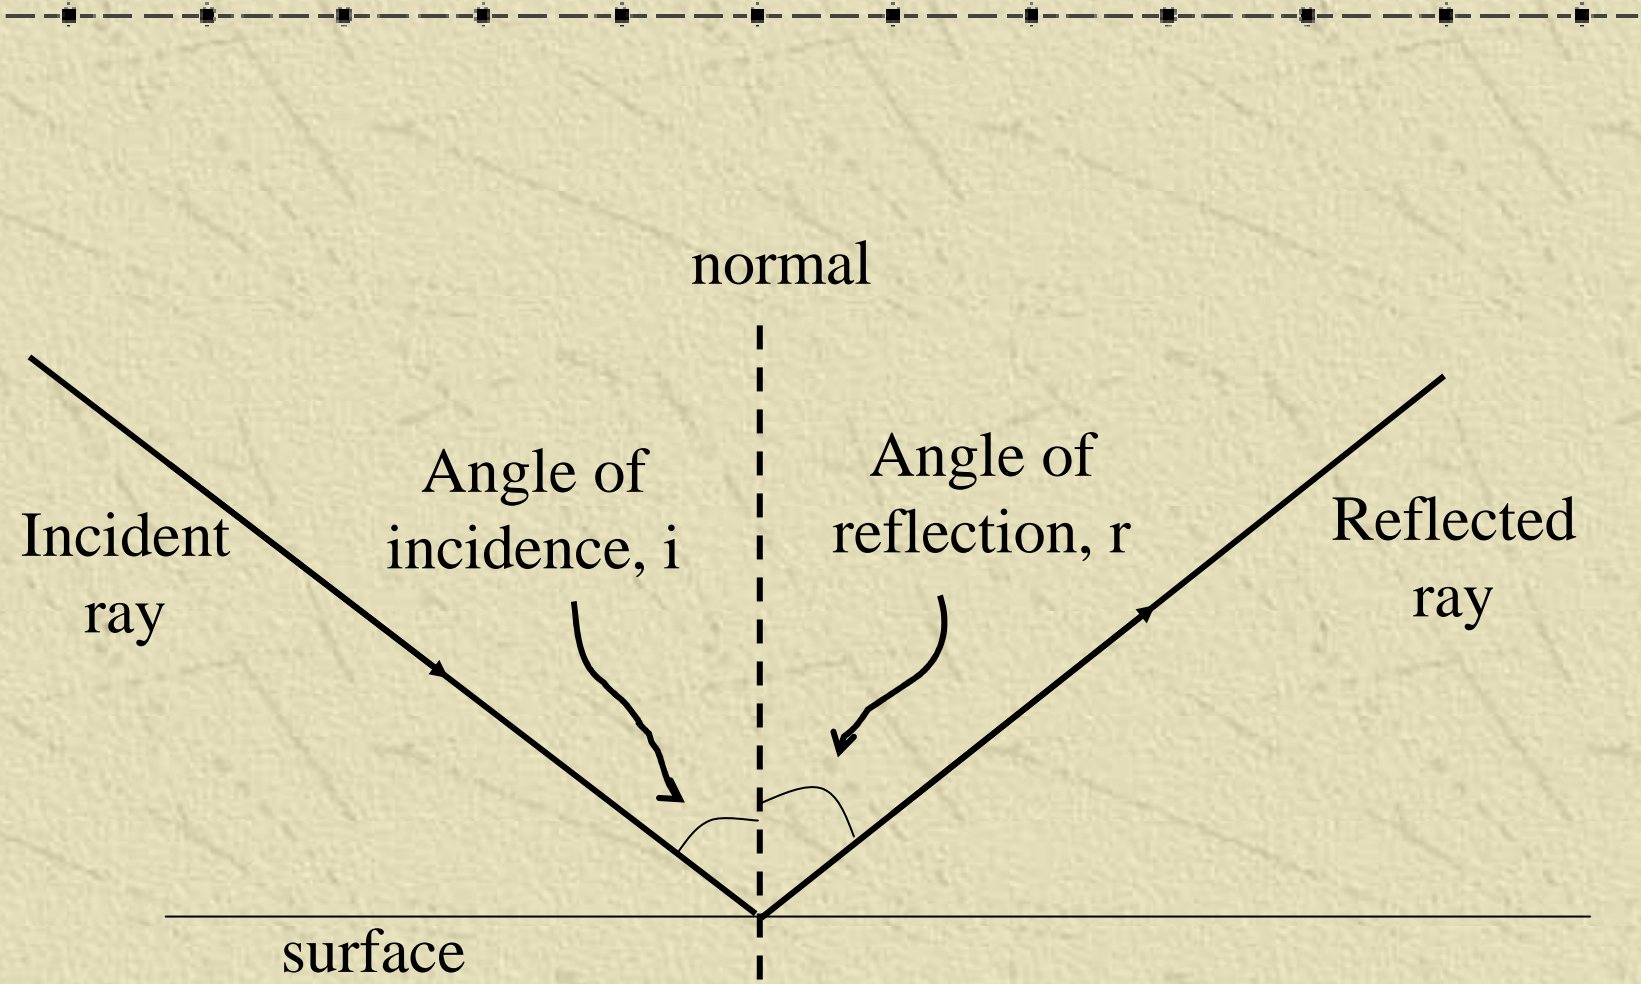 normal
Angle of
incidence, i
Angle of
reflection, r
Incident
ray
Reflected
ray
surface